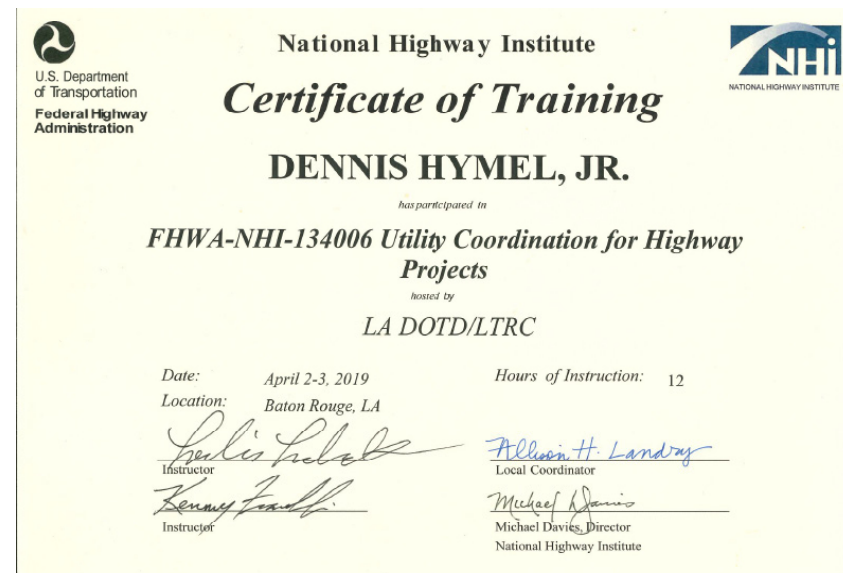 National Highway Institute
U.S. Department
of Transportation
Federal Highway
Administration
NHi
NATIONAL HIGHWAY INSTITUTE
Certificate of Training
DENNIS HYMEL, JR.
has participated in
FHWA-NHI-134006 Utility Coordination for Highway
Projects
hosted by
LA DOTD/LTRC
Date: April 2-3, 2019
Hours of Instruction: 12
Location: Baton Rouge, LA
Instructor
Allison H. Landry
Local Coordinator
Kenny
Instructor
Michael Davies
Michael Davies, Director
National Highway Institute